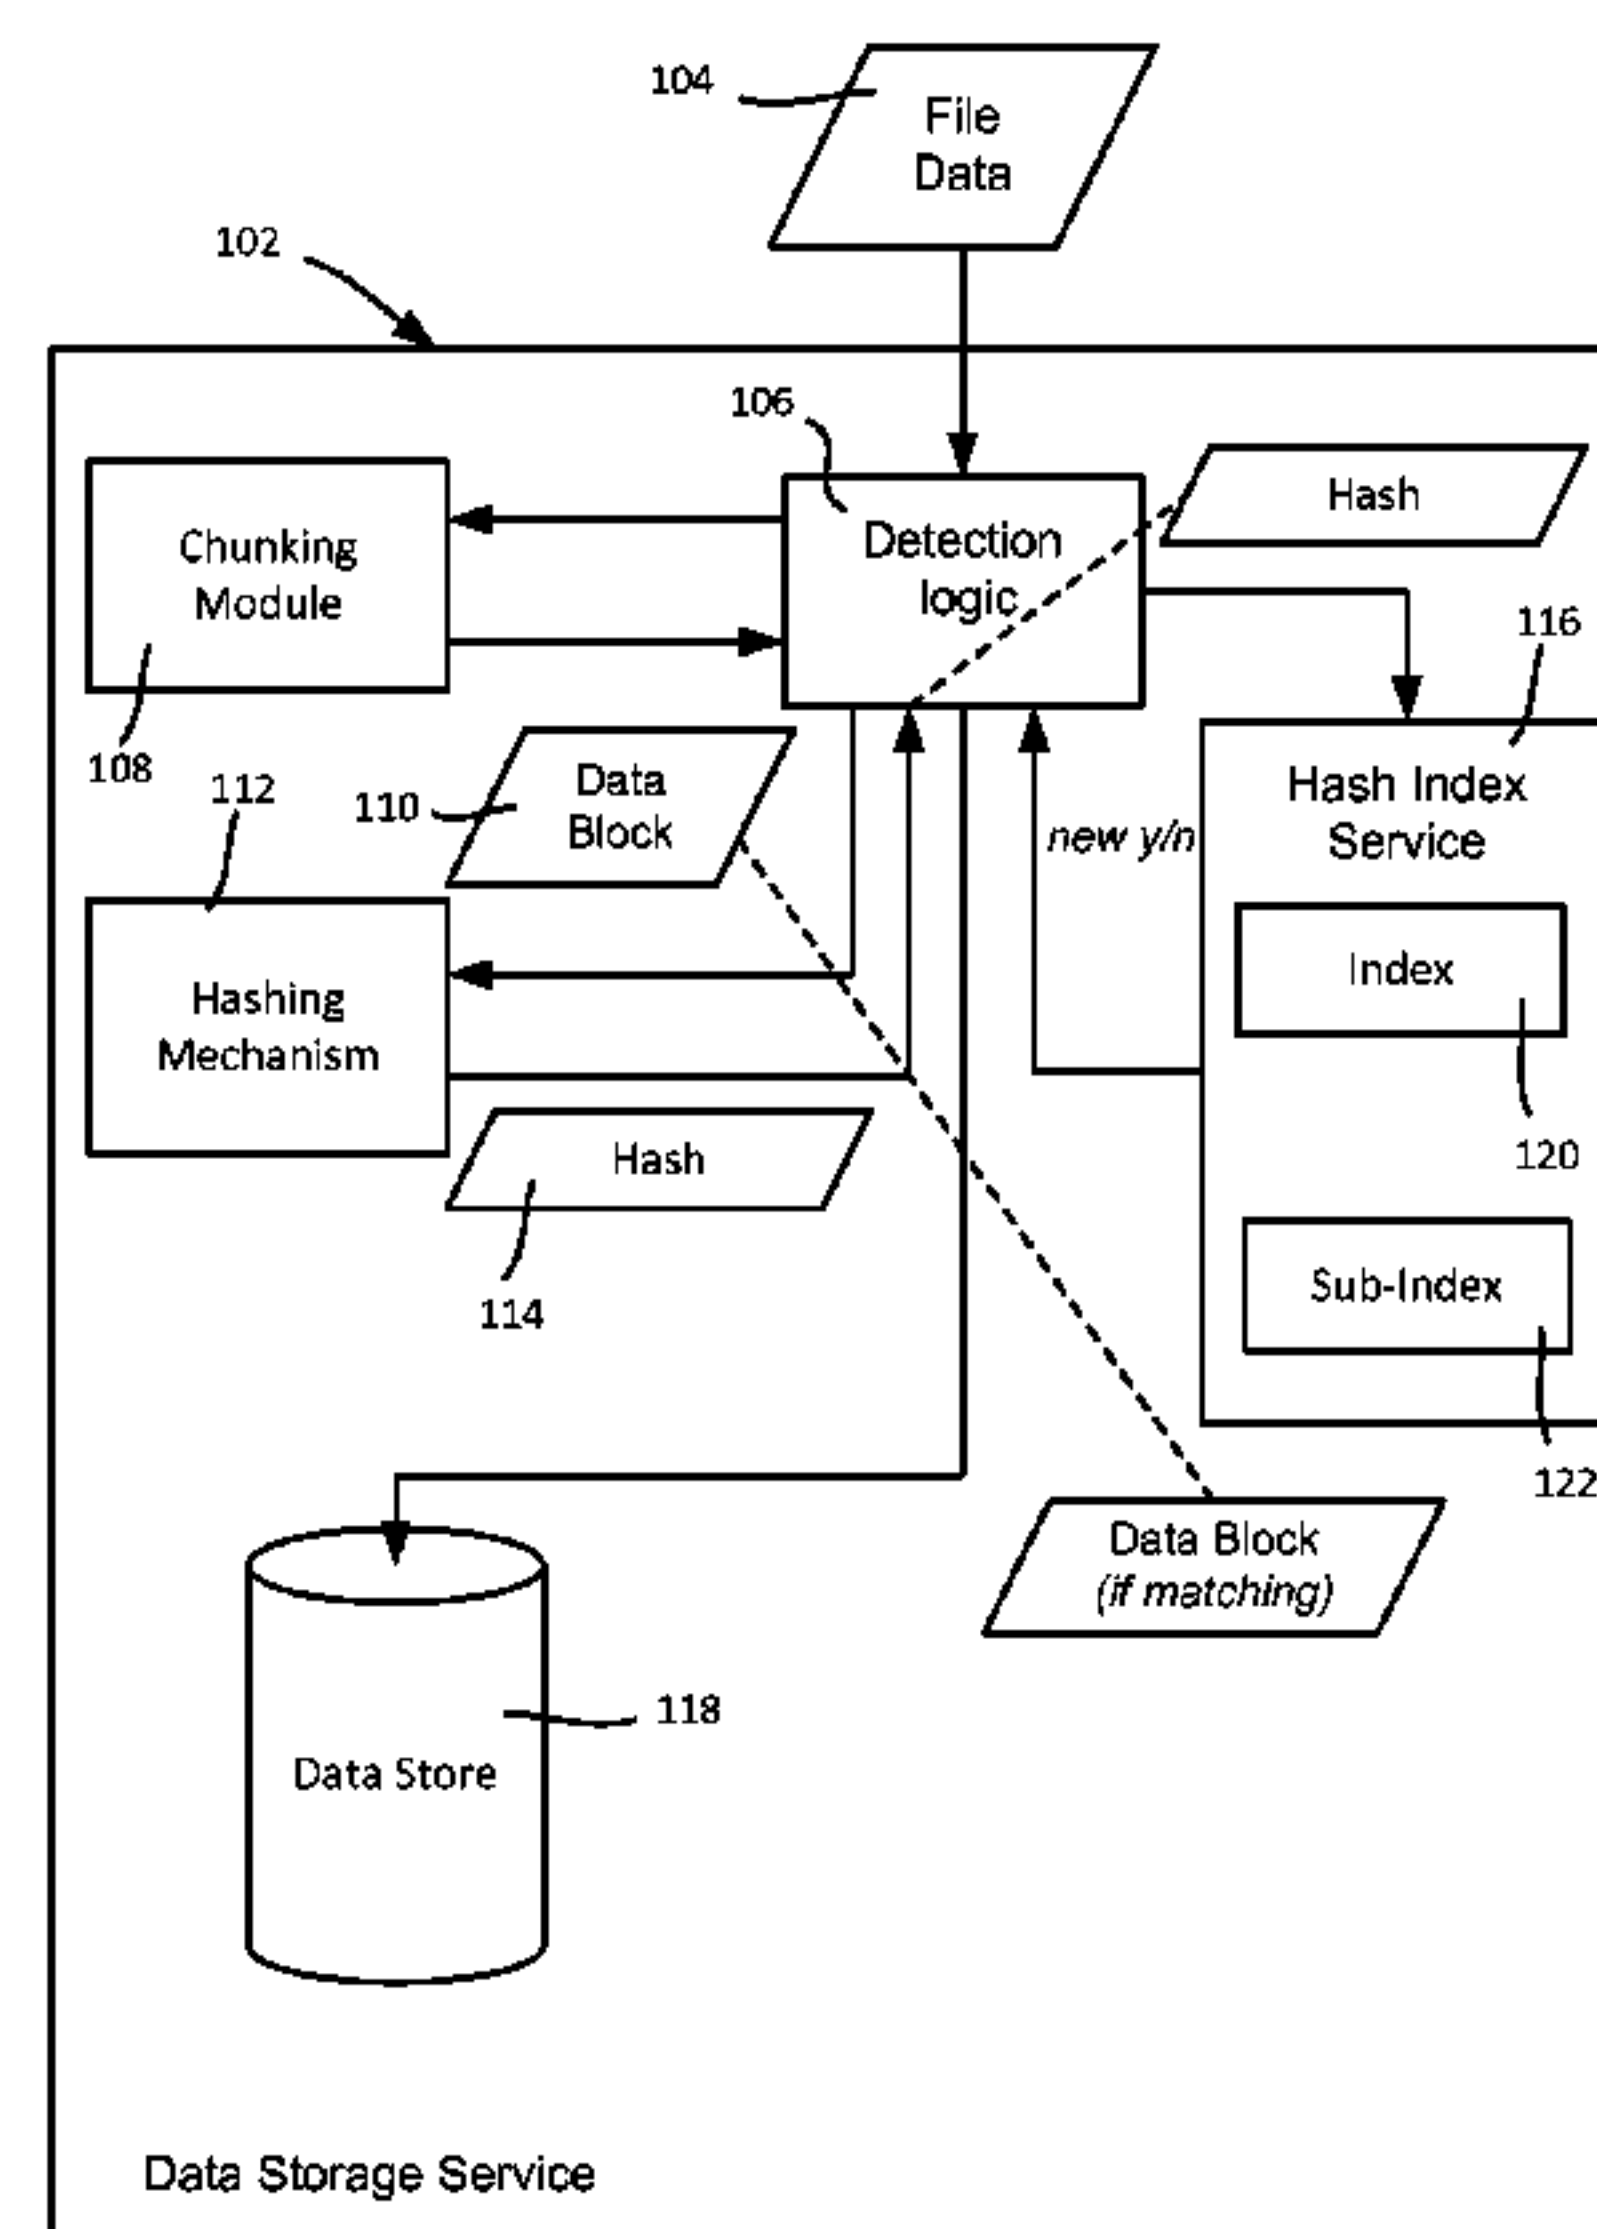 104
File
Data
102
106
Hash
Detection
logic
Chunking
Module
116
108
112
110
Data
Block
new y/n
Hash Index
Service
Index
Hashing
Mechanism
Hash
120
114
Sub-Index
122
Data Block
(if matching)
118
Data Store
Data Storage Service